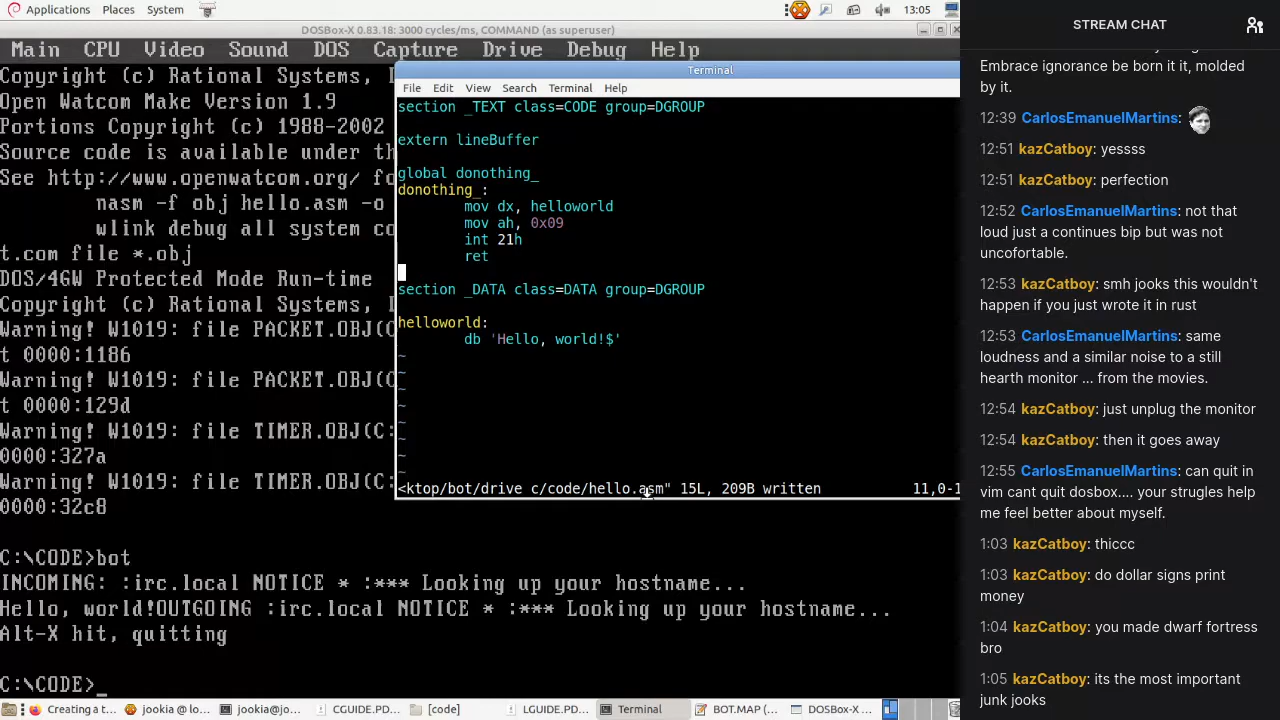 Applications Places System
13:05
DOSBox-X 0.83.18: 3000 cycles/ms, COMMAND (as superuser)
Main CPU Video Sound DOS Capture Drive Debug Help
Copyright (c) Rational Systems,
Open Watcom Make Version 1.9
Portions Copyright (c) 1988-2002
Source code is available under th
See http://www.openwatcom.org/ fo
nasm -f obj hello.asm -o
wlink debug all system co
t.com file *.obj
DOS/4GW Protected Mode Run-time
Copyright (c) Rational Systems,
Warning! W1019: file PACKET.OBJ(C
t 0000:1186
Warning! W1019: file PACKET.OBJ(C
t 0000:129d
Warning! W1019: file TIMER.OBJ(C:
0000:327a
Warning! W1019: file TIMER.OBJ(C:
0000:32c8
C:\CODE>bot
INCOMING: :irc.local NOTICE * :*** Looking up your hostname...
Hello, world!OUTGOING :irc.local NOTICE * :*** Looking up your hostname...
Alt-X hit, quitting
C:\CODE>_
Terminal
File Edit View Search Terminal Help
section _TEXT class=CODE group=DGROUP
extern lineBuffer
global donothing_
donothing_:
mov dx, helloworld
mov ah, 0x09
int 21h
ret
section _DATA class=DATA group=DGROUP
helloworld:
db 'Hello, world!$'
~
~
~
~
~
~
~
~
<ktop/bot/drive c/code/hello.asm" 15L, 209B written 11,0-1
Creating a t... jookia @ lo... jookia@jo... CGUIDE.PD... [code] LGUIDE.PD... Terminal BOT.MAP (... DOSBox-X ...
STREAM CHAT
Embrace ignorance be born it it, molded
by it.
12:39 CarlosEmanuelMartins:
12:51 kazCatboy: yessss
12:51 kazCatboy: perfection
12:52 CarlosEmanuelMartins: not that
loud just a continues bip but was not
uncofortable.
12:53 kazCatboy: smh jooks this wouldn't
happen if you just wrote it in rust
12:53 CarlosEmanuelMartins: same
loudness and a similar noise to a still
hearth monitor ... from the movies.
12:54 kazCatboy: just unplug the monitor
12:54 kazCatboy: then it goes away
12:55 CarlosEmanuelMartins: can quit in
vim cant quit dosbox.... your strugles help
me feel better about myself.
1:03 kazCatboy: thiccc
1:03 kazCatboy: do dollar signs print
money
1:04 kazCatboy: you made dwarf fortress
bro
1:05 kazCatboy: its the most important
junk jooks